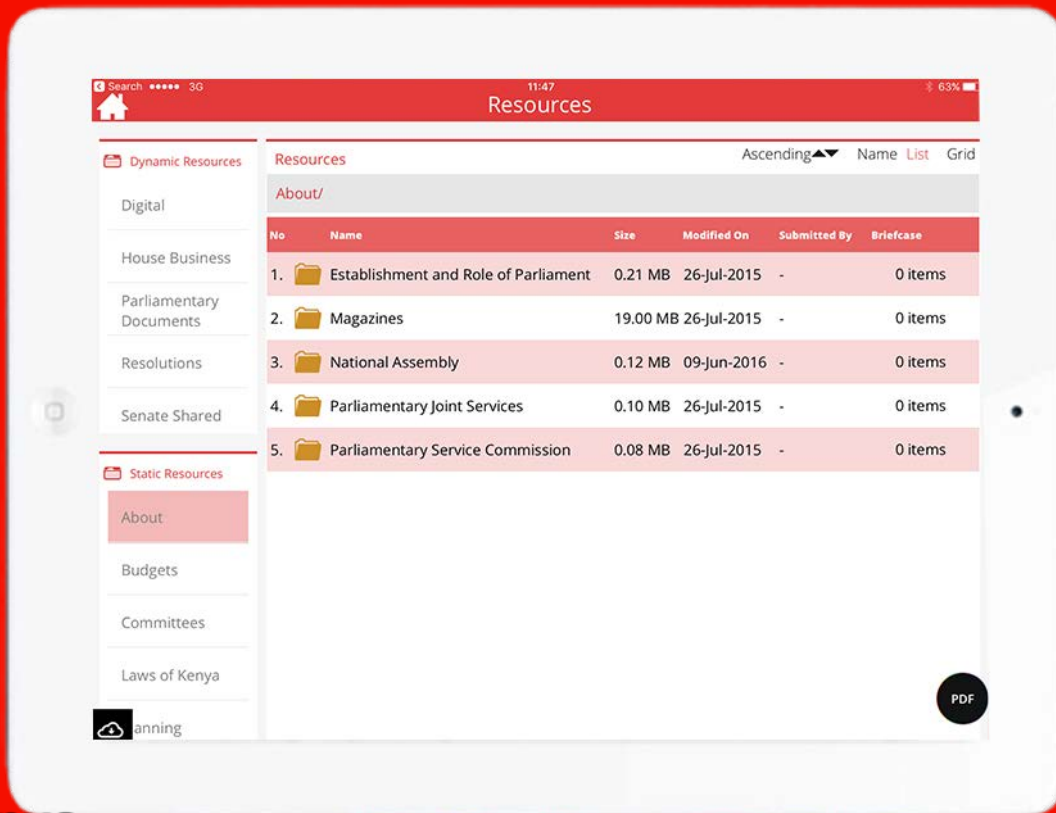 Search 3G 11:47 63%
Resources
Dynamic Resources
Digital
House Business
Parliamentary
Documents
Resolutions
Senate Shared
Static Resources
About
Budgets
Committees
Laws of Kenya
anning
Resources Ascending Name List Grid
About/
No Name Size Modified On Submitted By Briefcase
1. Establishment and Role of Parliament 0.21 MB 26-Jul-2015 - 0 items
2. Magazines 19.00 MB 26-Jul-2015 - 0 items
3. National Assembly 0.12 MB 09-Jun-2016 - 0 items
4. Parliamentary Joint Services 0.10 MB 26-Jul-2015 - 0 items
5. Parliamentary Service Commission 0.08 MB 26-Jul-2015 - 0 items
PDF